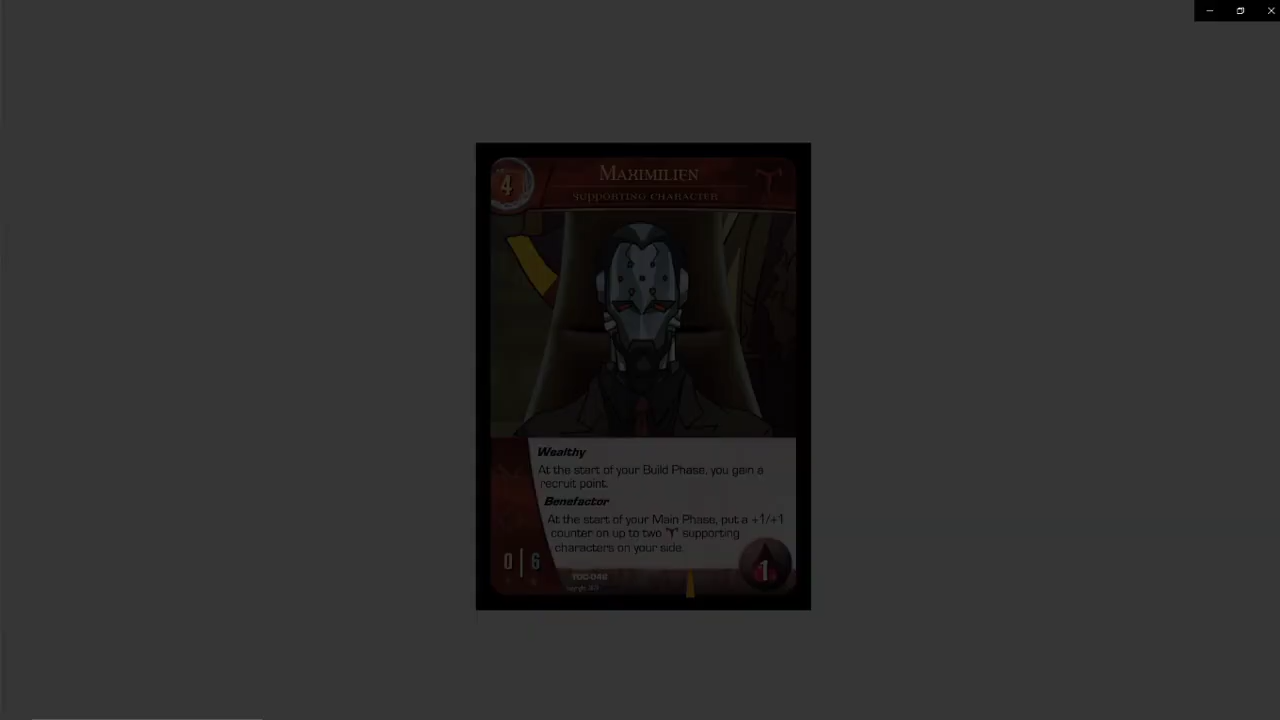 4
Maximilien
Supporting Character
Wealthy
At the start of your Build Phase, you gain a
recruit point.
Benefactor
At the start of your Main Phase, put a +1/+1
counter on up to two supporting
characters on your side.
0 | 6
1